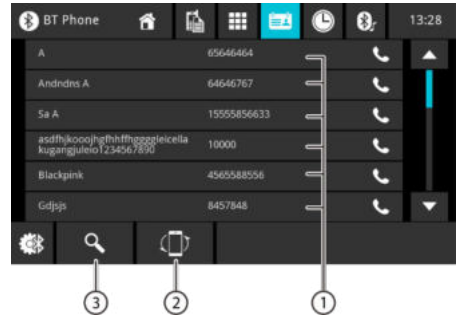 BT Phone 13:28
A 65646464
Andndns A 64646767
Sa A 15555856633
asdfhjkooojhgfhhffhggggleicella
kugangjuleio1234567890 10000
Blackpink 4565588556
Gdjsjs 8457848
3 2 1